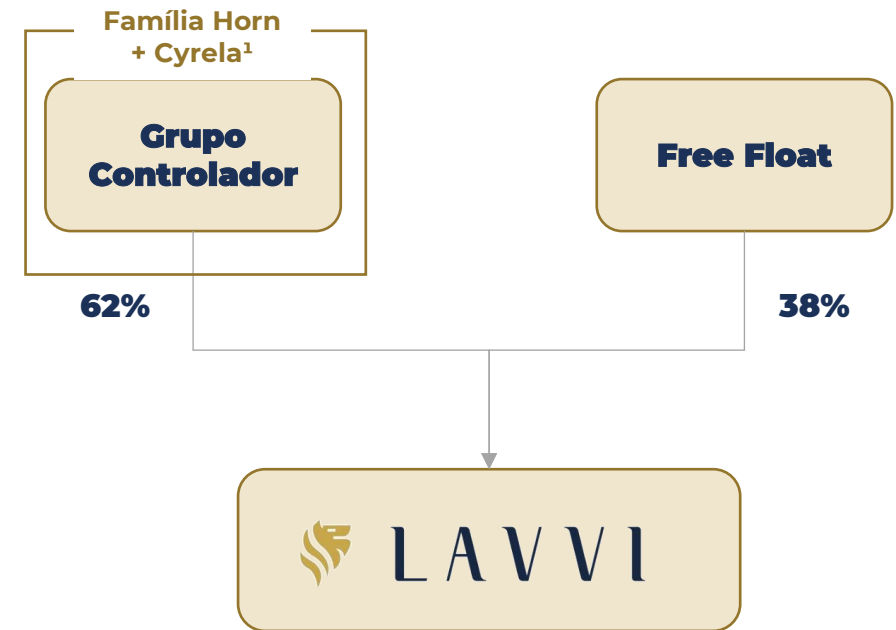 Família Horn
+ Cyrela¹
Grupo
Controlador
Free Float
62%
38%
LAVVI